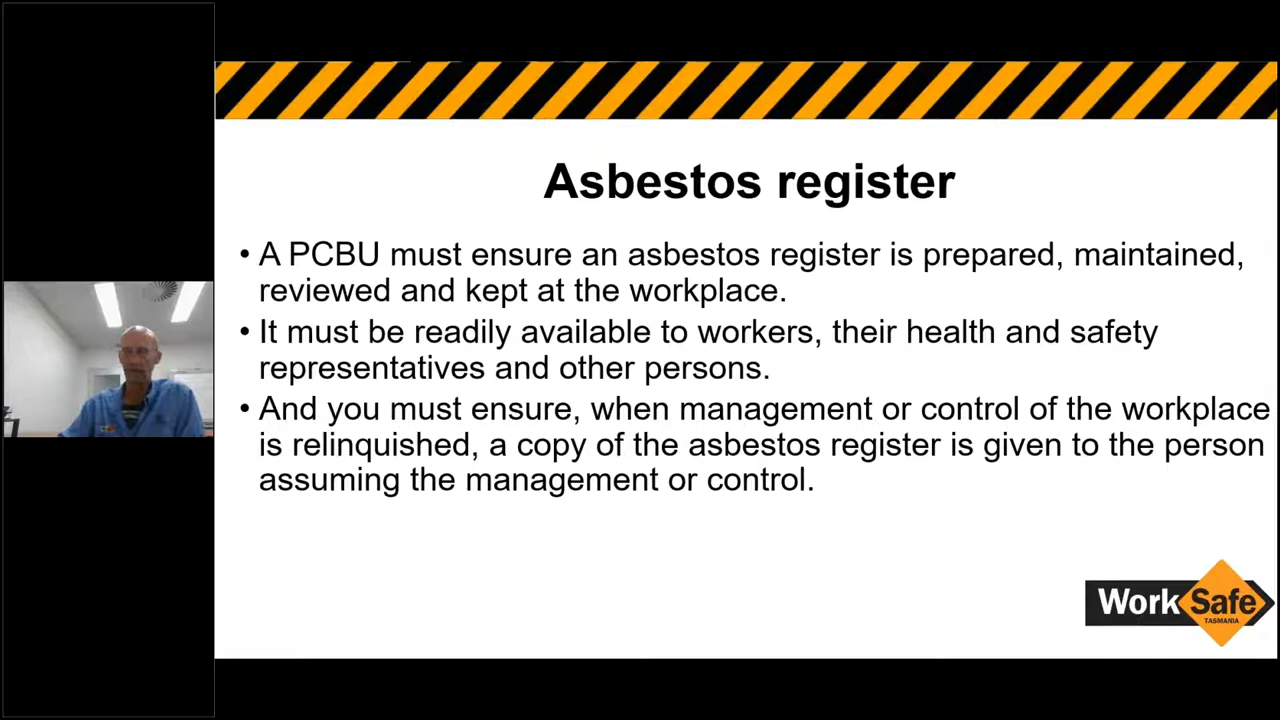 Asbestos register
• A PCBU must ensure an asbestos register is prepared, maintained,
reviewed and kept at the workplace.
• It must be readily available to workers, their health and safety
representatives and other persons.
• And you must ensure, when management or control of the workplace
is relinquished, a copy of the asbestos register is given to the person
assuming the management or control.
WorkSafe
TASMANIA